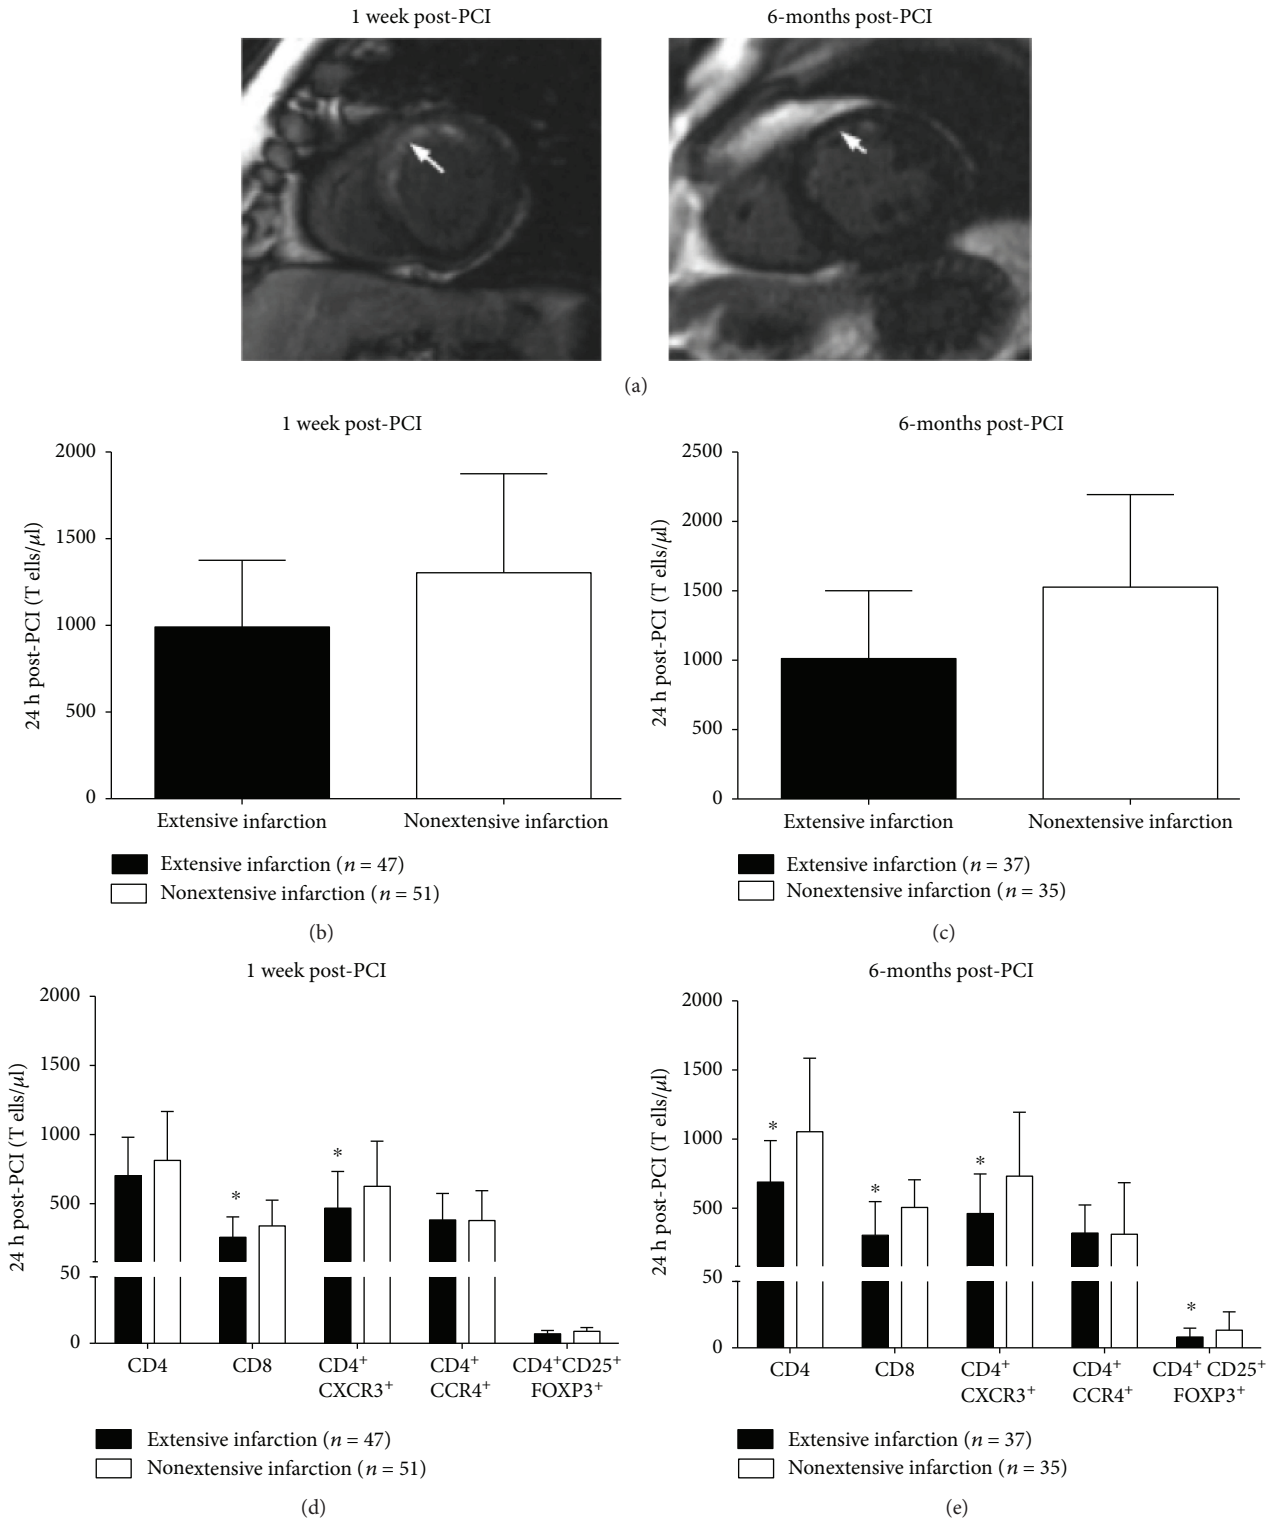 1 week post-PCI
6-months post-PCI
(a)
1 week post-PCI
24 h post-PCI (T ells/µl)
2000
1500
1000
500
0
Extensive infarction Nonextensive infarction
Extensive infarction (n = 47)
Nonextensive infarction (n = 51)
(b)
6-months post-PCI
24 h post-PCI (T ells/µl)
2500
2000
1500
1000
500
0
Extensive infarction Nonextensive infarction
Extensive infarction (n = 37)
Nonextensive infarction (n = 35)
(c)
1 week post-PCI
24 h post-PCI (T ells/µl)
2000
1500
1000
500
50
0
* *
CD4 CD8 CD4⁺ CD4⁺ CD4⁺CD25⁺
CXCR3⁺ CCR4⁺ FOXP3⁺
Extensive infarction (n = 47)
Nonextensive infarction (n = 51)
(d)
6-months post-PCI
24 h post-PCI (T ells/µl)
2000
1500
1000
500
50
0
* * * *
CD4 CD8 CD4⁺ CD4⁺ CD4⁺ CD25⁺
CXCR3⁺ CCR4⁺ FOXP3⁺
Extensive infarction (n = 37)
Nonextensive infarction (n = 35)
(e)